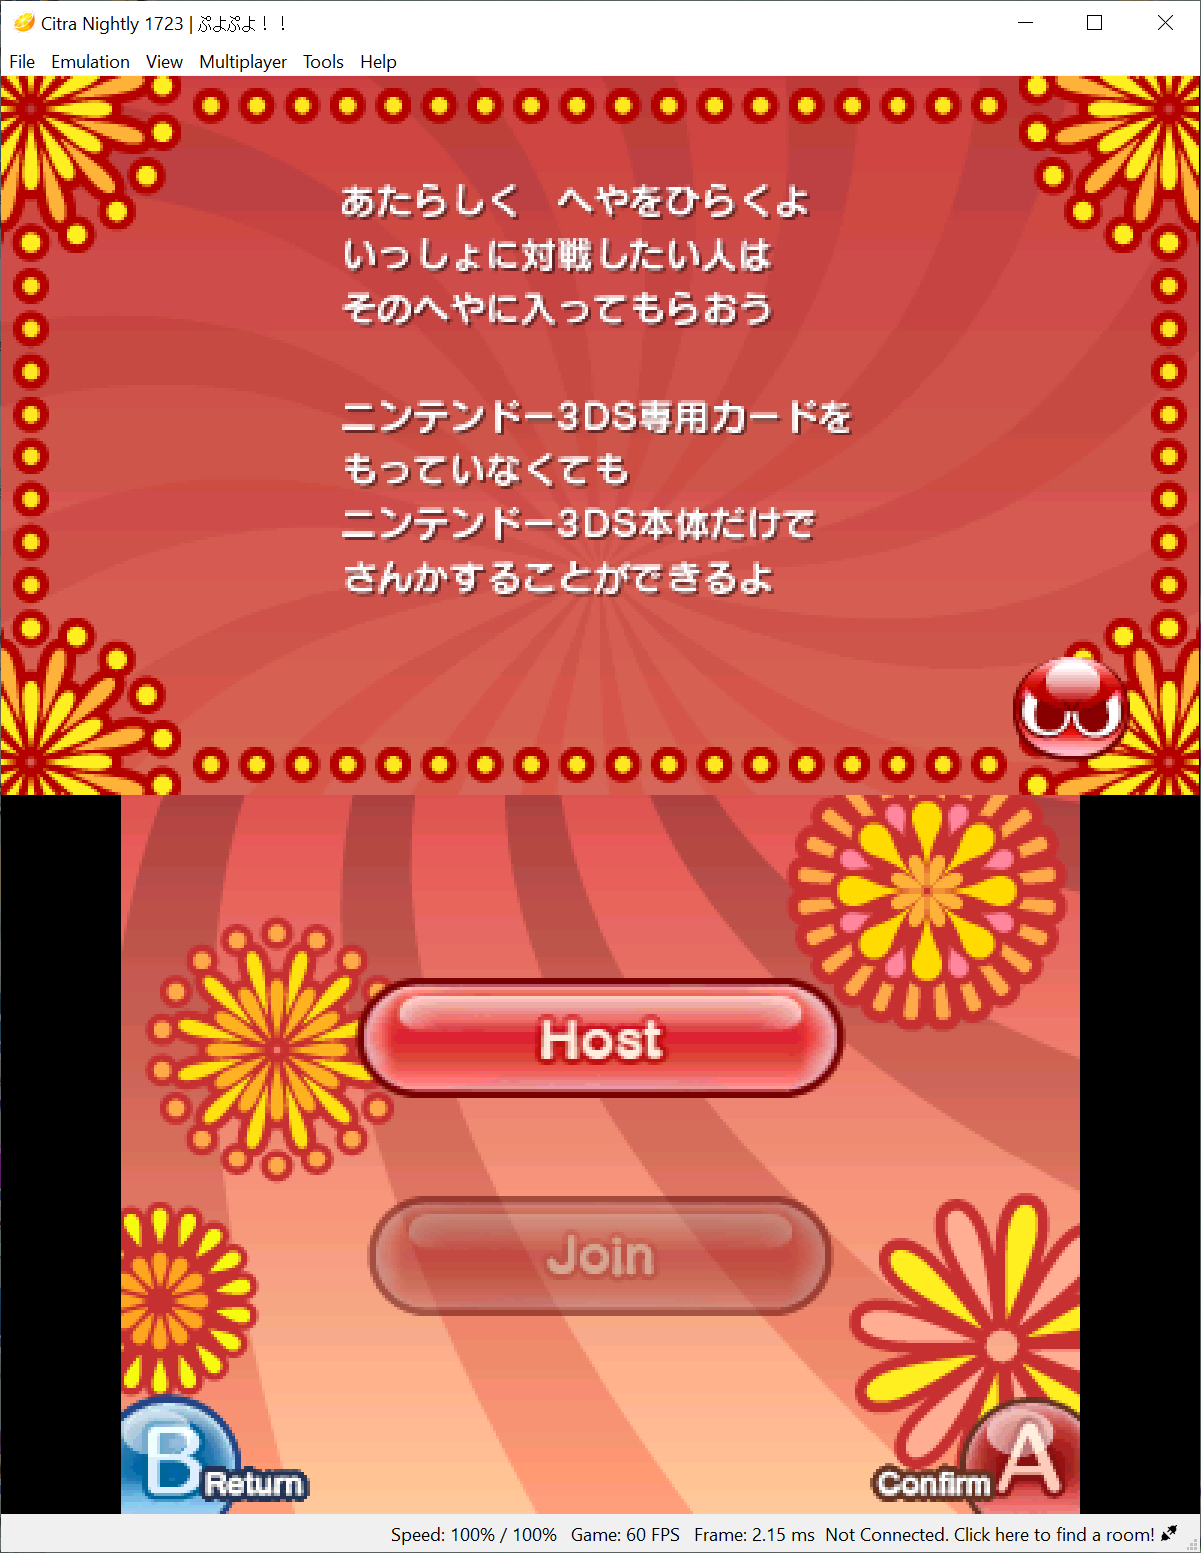 Citra Nightly 1723 | ぷよぷよ！！
File Emulation View Multiplayer Tools Help
あたらしく　へやをひらくよ
いっしょに対戦したい人は
そのへやに入ってもらおう
ニンテンドー3DS専用カードを
もっていなくても
ニンテンドー3DS本体だけで
さんかすることができるよ
Host
Join
B Return
Confirm A
Speed: 100% / 100% Game: 60 FPS Frame: 2.15 ms Not Connected. Click here to find a room!